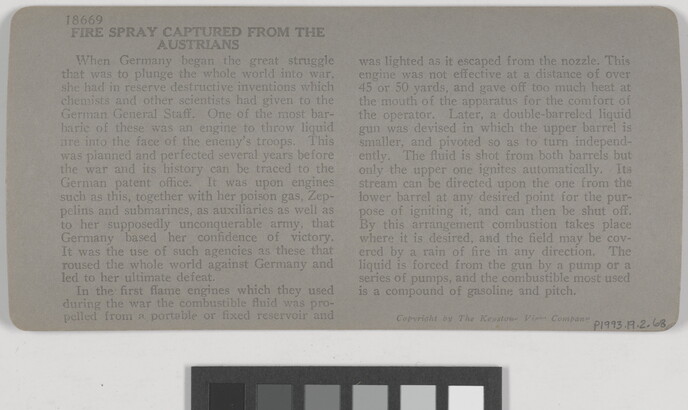 18669
FIRE SPRAY CAPTURED FROM THE
AUSTRIANS
When Germany began the great struggle
that was to plunge the whole world into war,
she had in reserve destructive inventions which
chemists and other scientists had given to the
German General Staff. One of the most bar-
baric of these was an engine to throw liquid
fire into the face of the enemy's troops. This
was planned and perfected several years before
the war and its history can be traced to the
German patent office. It was upon engines
such as this, together with her poison gas, Zep-
pelins and submarines, as auxiliaries as well as
to her supposedly unconquerable army, that
Germany based her confidence of victory.
It was the use of such agencies as these that
roused the whole world against Germany and
led to her ultimate defeat.
In the first flame engines which they used
during the war the combustible fluid was pro-
pelled from a portable or fixed reservoir and
was lighted as it escaped from the nozzle. This
engine was not effective at a distance of over
45 or 50 yards, and gave off too much heat at
the mouth of the apparatus for the comfort of
the operator. Later, a double-barreled liquid
gun was devised in which the upper barrel is
smaller, and pivoted so as to turn independ-
ently. The fluid is shot from both barrels but
only the upper one ignites automatically. Its
stream can be directed upon the one from the
lower barrel at any desired point for the pur-
pose of igniting it, and can then be shut off.
By this arrangement combustion takes place
where it is desired, and the field may be cov-
ered by a rain of fire in any direction. The
liquid is forced from the gun by a pump or a
series of pumps, and the combustible most used
is a compound of gasoline and pitch.
Copyright by The Keystone View Company
P1993.19.2.68